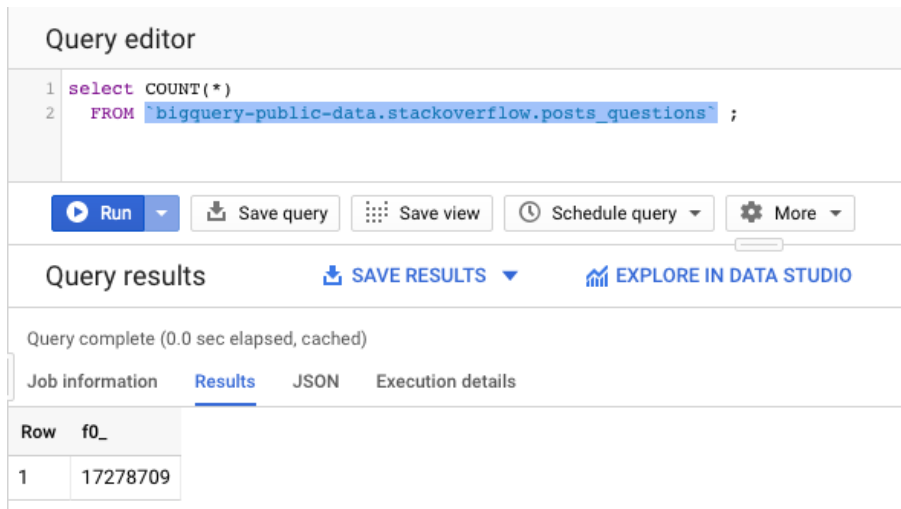 Query editor
1 select COUNT(*)
2 FROM `bigquery-public-data.stackoverflow.posts_questions` ;
Run Save query Save view Schedule query More
Query results SAVE RESULTS EXPLORE IN DATA STUDIO
Query complete (0.0 sec elapsed, cached)
Job information Results JSON Execution details
Row f0_
1 17278709